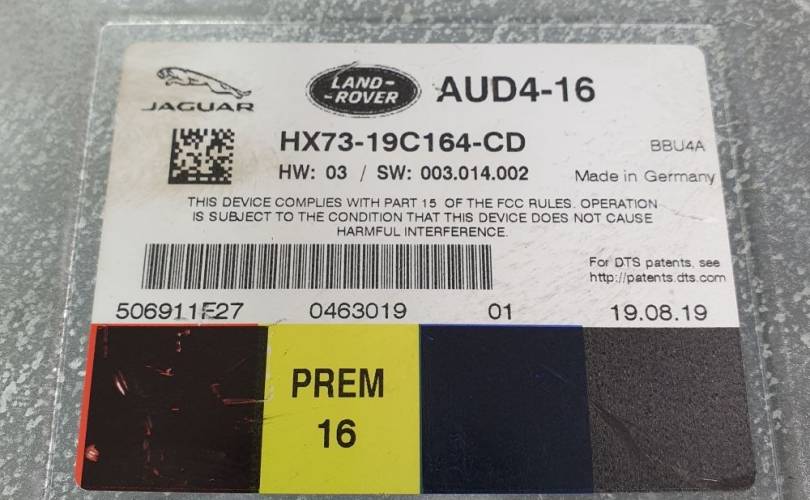 JAGUAR
LAND-
-ROVER
AUD4-16
HX73-19C164-CD
BBU4A
HW: 03 / SW: 003.014.002
Made in Germany
THIS DEVICE COMPLIES WITH PART 15 OF THE FCC RULES. OPERATION
IS SUBJECT TO THE CONDITION THAT THIS DEVICE DOES NOT CAUSE
HARMFUL INTERFERENCE.
For DTS patents, see
http://patents.dts.com
506911F27 0463019 01 19.08.19
PREM
16